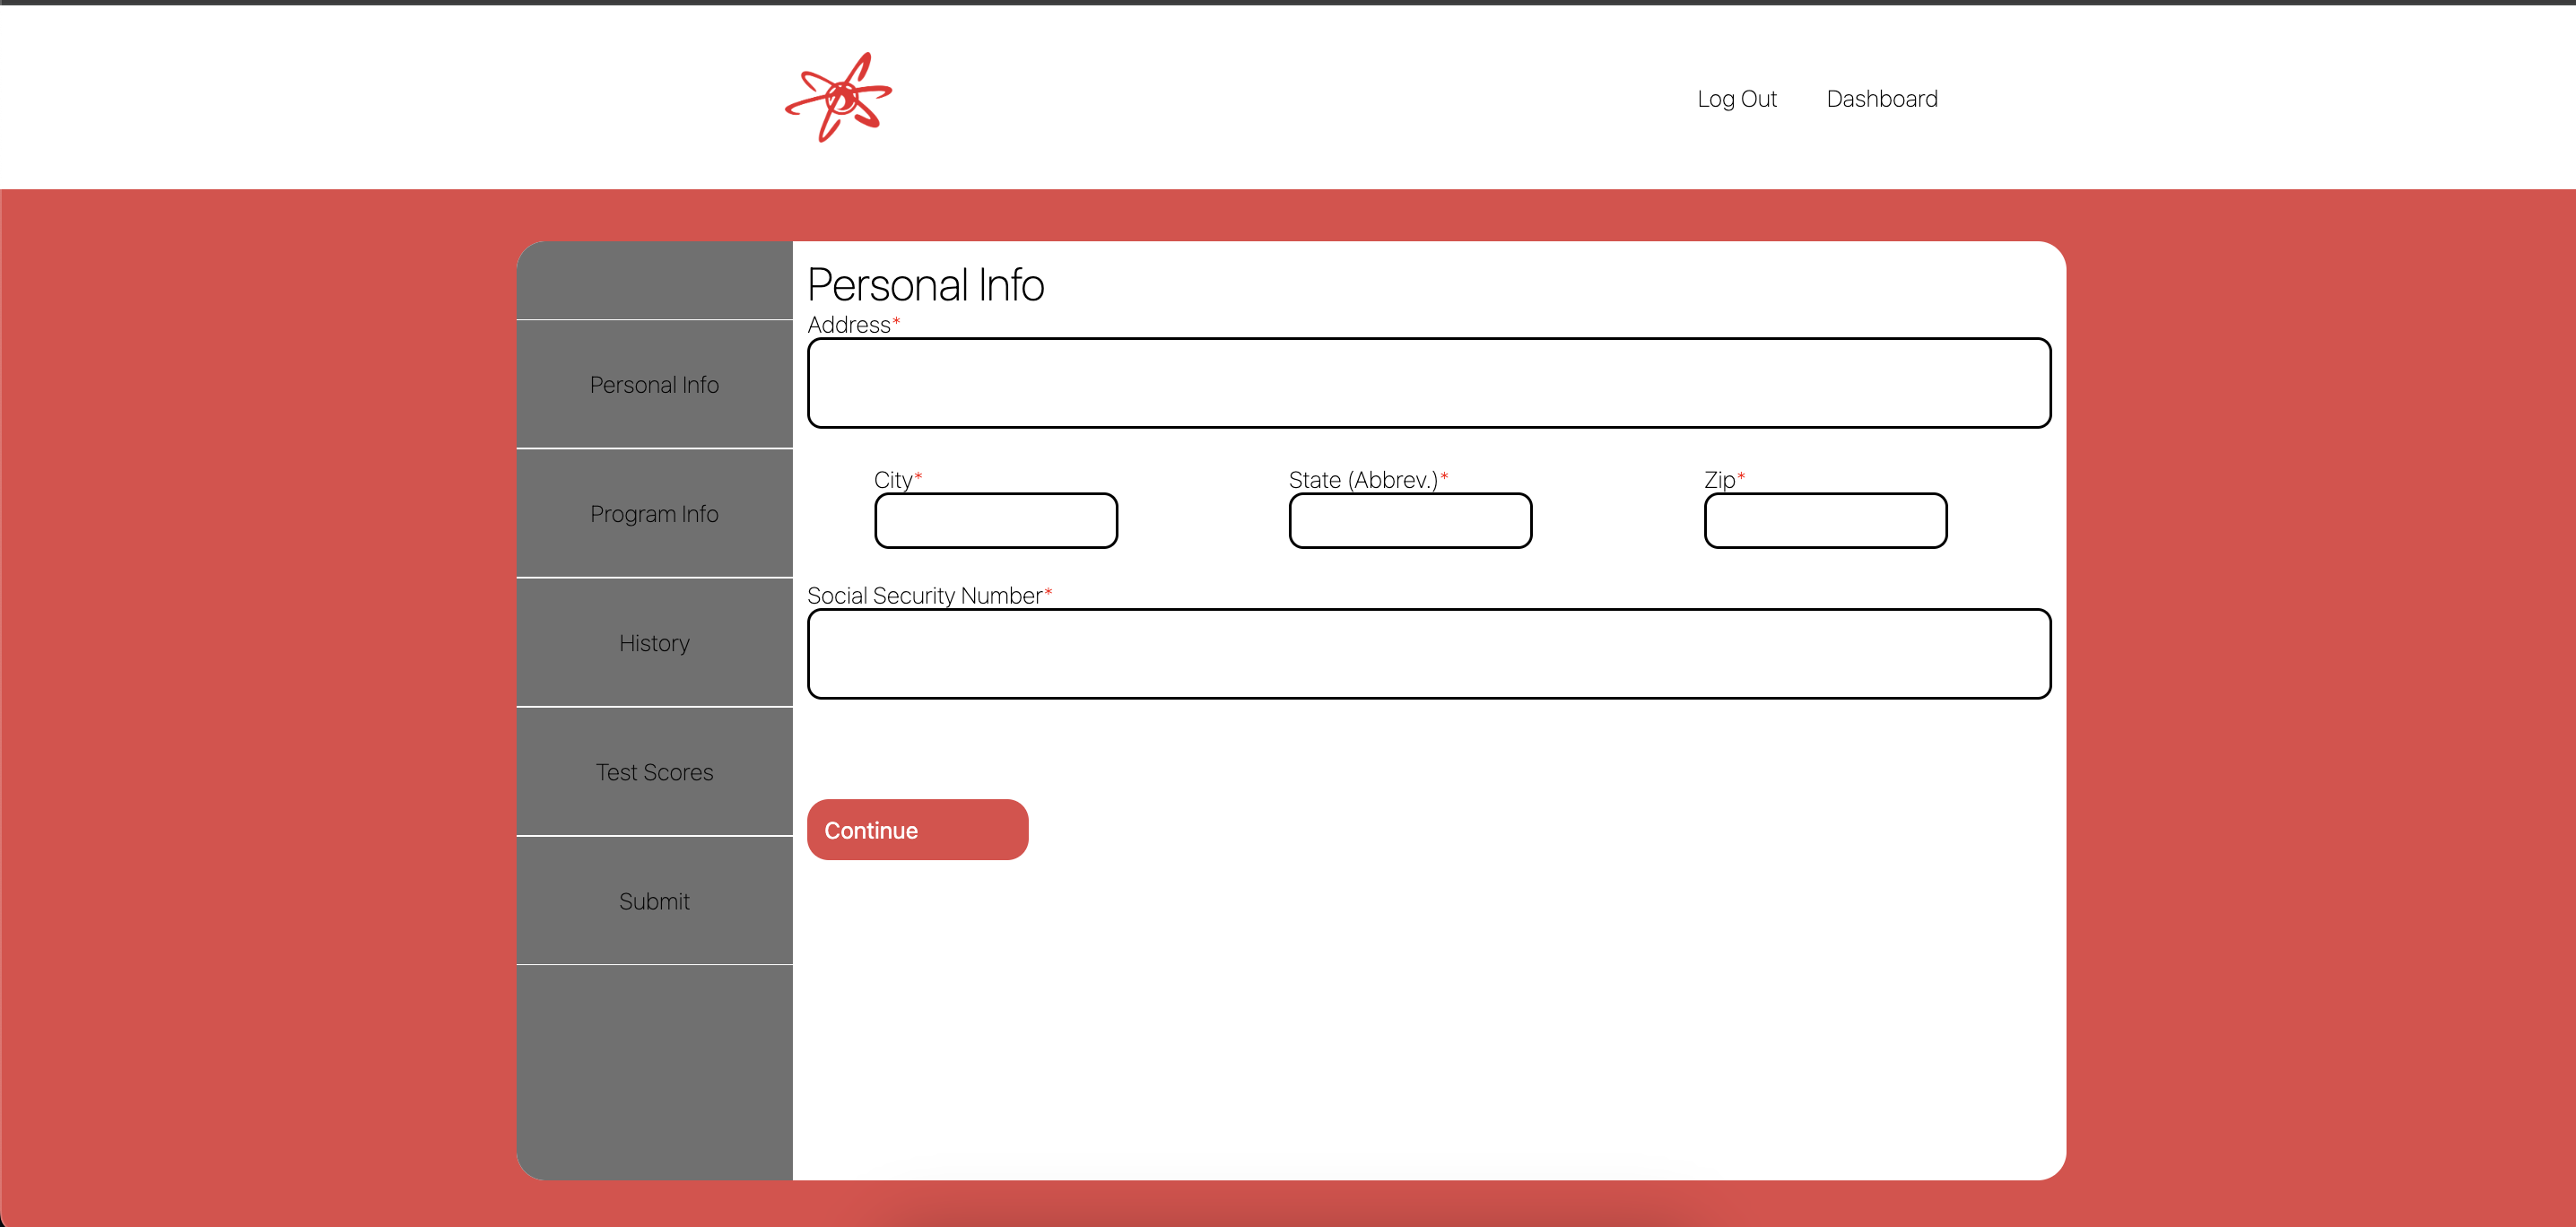 Log Out
Dashboard
Personal Info
Program Info
History
Test Scores
Submit
Personal Info
Address*
City*
State (Abbrev.)*
Zip*
Social Security Number*
Continue